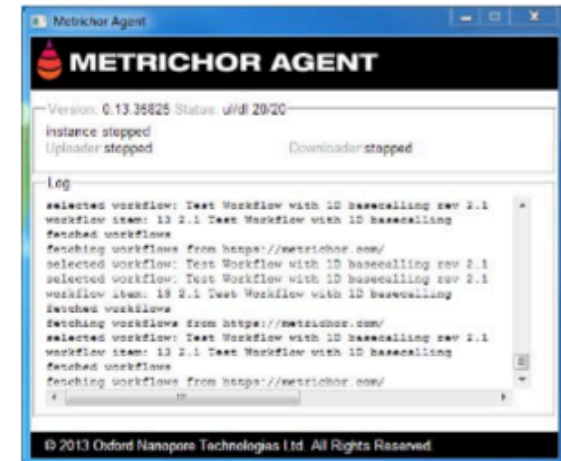 Metrichor Agent
METRICHOR AGENT
Version: 0.13.36825 Status: ul/dl 20/20
instance stopped
Uploader stopped Downloader stopped
Log
selected workflow: Test Workflow with 1D basecalling rev 2.1
workflow item: 13 2.1 Test Workflow with 1D basecalling
fetched workflows
fetching workflows from https://metrichor.com/
selected workflow: Test Workflow with 1D basecalling rev 2.1
selected workflow: Test Workflow with 1D basecalling rev 2.1
workflow item: 18 2.1 Test Workflow with 1D basecalling
fetched workflows
fetching workflows from https://metrichor.com/
selected workflow: Test Workflow with 1D basecalling rev 2.1
workflow item: 13 2.1 Test Workflow with 1D basecalling
fetched workflows
fetching workflows from https://metrichor.com/
© 2013 Oxford Nanopore Technologies Ltd. All Rights Reserved.